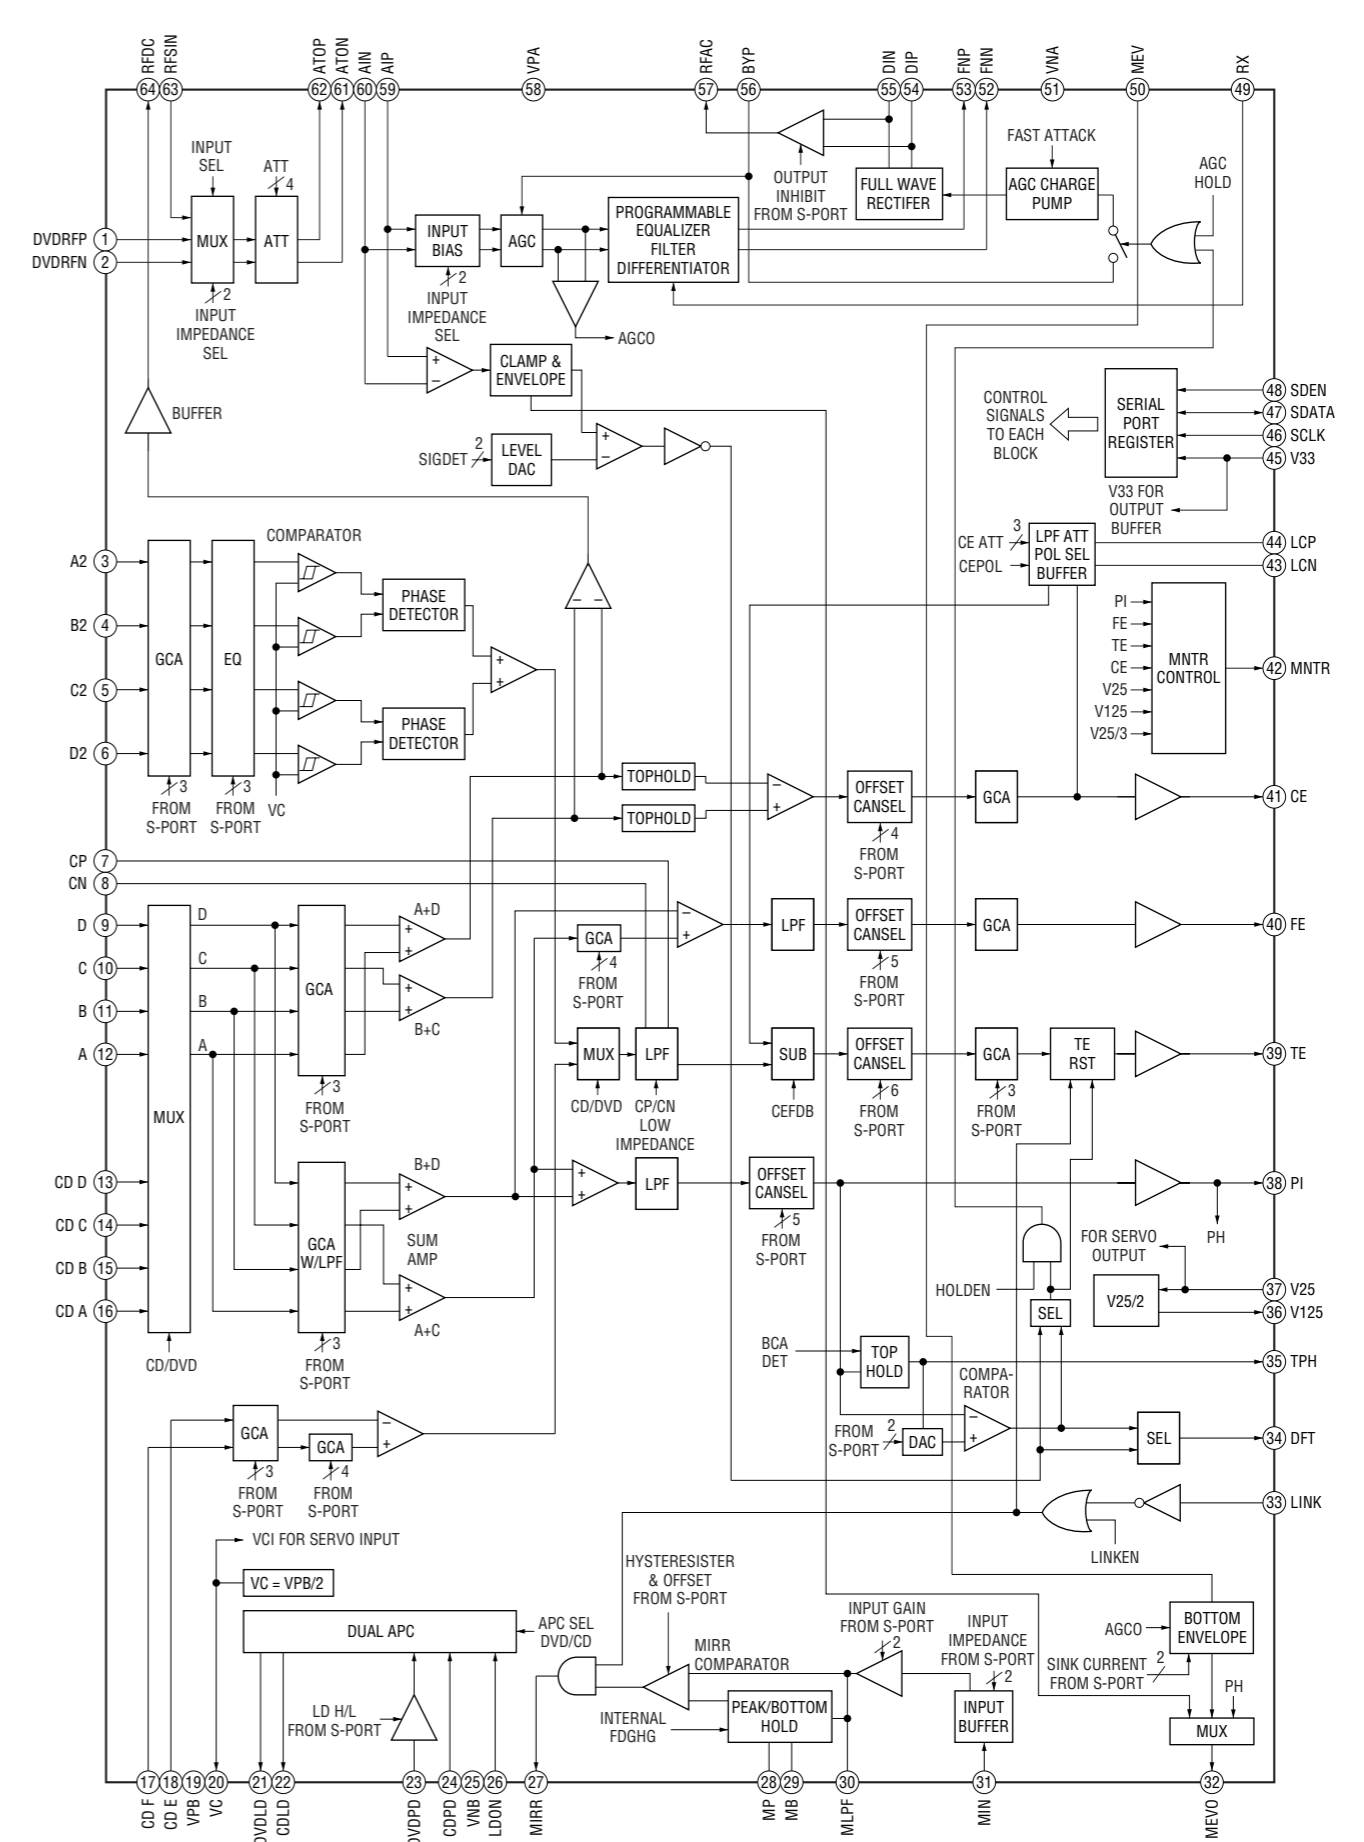 RFDC
RFSIN
ATOP
ATON
AIN
AIP
VPA
RFAC
BYP
DIN
DIP
FNP
FNN
VNA
MEV
RX
64
63
62
61
60
59
58
57
56
55
54
53
52
51
50
49
INPUT
SEL
ATT
4
MUX
ATT
DVDRFP 1
DVDRFN 2
2
INPUT
IMPEDANCE
SEL
INPUT
BIAS
2
INPUT
IMPEDANCE
SEL
AGC
PROGRAMMABLE
EQUALIZER
FILTER
DIFFERENTIATOR
AGCO
OUTPUT
INHIBIT
FROM S-PORT
FULL WAVE
RECTIFER
FAST ATTACK
AGC CHARGE
PUMP
AGC
HOLD
+
−
CLAMP &
ENVELOPE
BUFFER
SIGDET
2
LEVEL
DAC
+
−
CONTROL
SIGNALS
TO EACH
BLOCK
SERIAL
PORT
REGISTER
48 SDEN
47 SDATA
46 SCLK
45 V33
V33 FOR
OUTPUT
BUFFER
COMPARATOR
A2 3
B2 4
C2 5
D2 6
GCA
EQ
PHASE
DETECTOR
PHASE
DETECTOR
+
+
− −
3
FROM
S-PORT
3
FROM
S-PORT
VC
CE ATT
3
CEPOL
LPF ATT
POL SEL
BUFFER
44 LCP
43 LCN
PI
FE
TE
CE
V25
V125
V25/3
MNTR
CONTROL
42 MNTR
TOPHOLD
TOPHOLD
−
+
OFFSET
CANSEL
4
FROM
S-PORT
GCA
41 CE
CP 7
CN 8
D 9
C 10
B 11
A 12
D
C
B
A
MUX
GCA
3
FROM
S-PORT
A+D
+
+
+
+
B+C
GCA
4
FROM
S-PORT
−
+
LPF
OFFSET
CANSEL
5
FROM
S-PORT
GCA
40 FE
MUX
CD/DVD
LPF
CP/CN
LOW
IMPEDANCE
SUB
CEFDB
OFFSET
CANSEL
6
FROM
S-PORT
GCA
3
FROM
S-PORT
TE
RST
39 TE
CD D 13
CD C 14
CD B 15
CD A 16
CD/DVD
GCA
W/LPF
3
FROM
S-PORT
B+D
+
+
SUM
AMP
+
+
A+C
+
+
LPF
OFFSET
CANSEL
5
FROM
S-PORT
38 PI
PH
HOLDEN
SEL
FOR SERVO
OUTPUT
V25/2
37 V25
36 V125
BCA
DET
TOP
HOLD
35 TPH
COMPA-
RATOR
FROM
S-PORT
2
DAC
−
+
SEL
34 DFT
GCA
3
FROM
S-PORT
GCA
4
FROM
S-PORT
−
+
33 LINK
LINKEN
VCI FOR SERVO INPUT
VC = VPB/2
DUAL APC
APC SEL
DVD/CD
LD H/L
FROM S-PORT
HYSTERESISTER
& OFFSET
FROM S-PORT
MIRR
COMPARATOR
INTERNAL
FDGHG
PEAK/BOTTOM
HOLD
INPUT GAIN
FROM S-PORT
2
INPUT
IMPEDANCE
FROM S-PORT
2
INPUT
BUFFER
AGCO
BOTTOM
ENVELOPE
SINK CURRENT
FROM S-PORT
2
PH
MUX
17
18
19
20
21
22
23
24
25
26
27
28
29
30
31
32
CD F
CD E
VPB
VC
DVDLD
CDLD
DVDPD
CDPD
VNB
LDON
MIRR
MP
MB
MLPF
MIN
MEVO